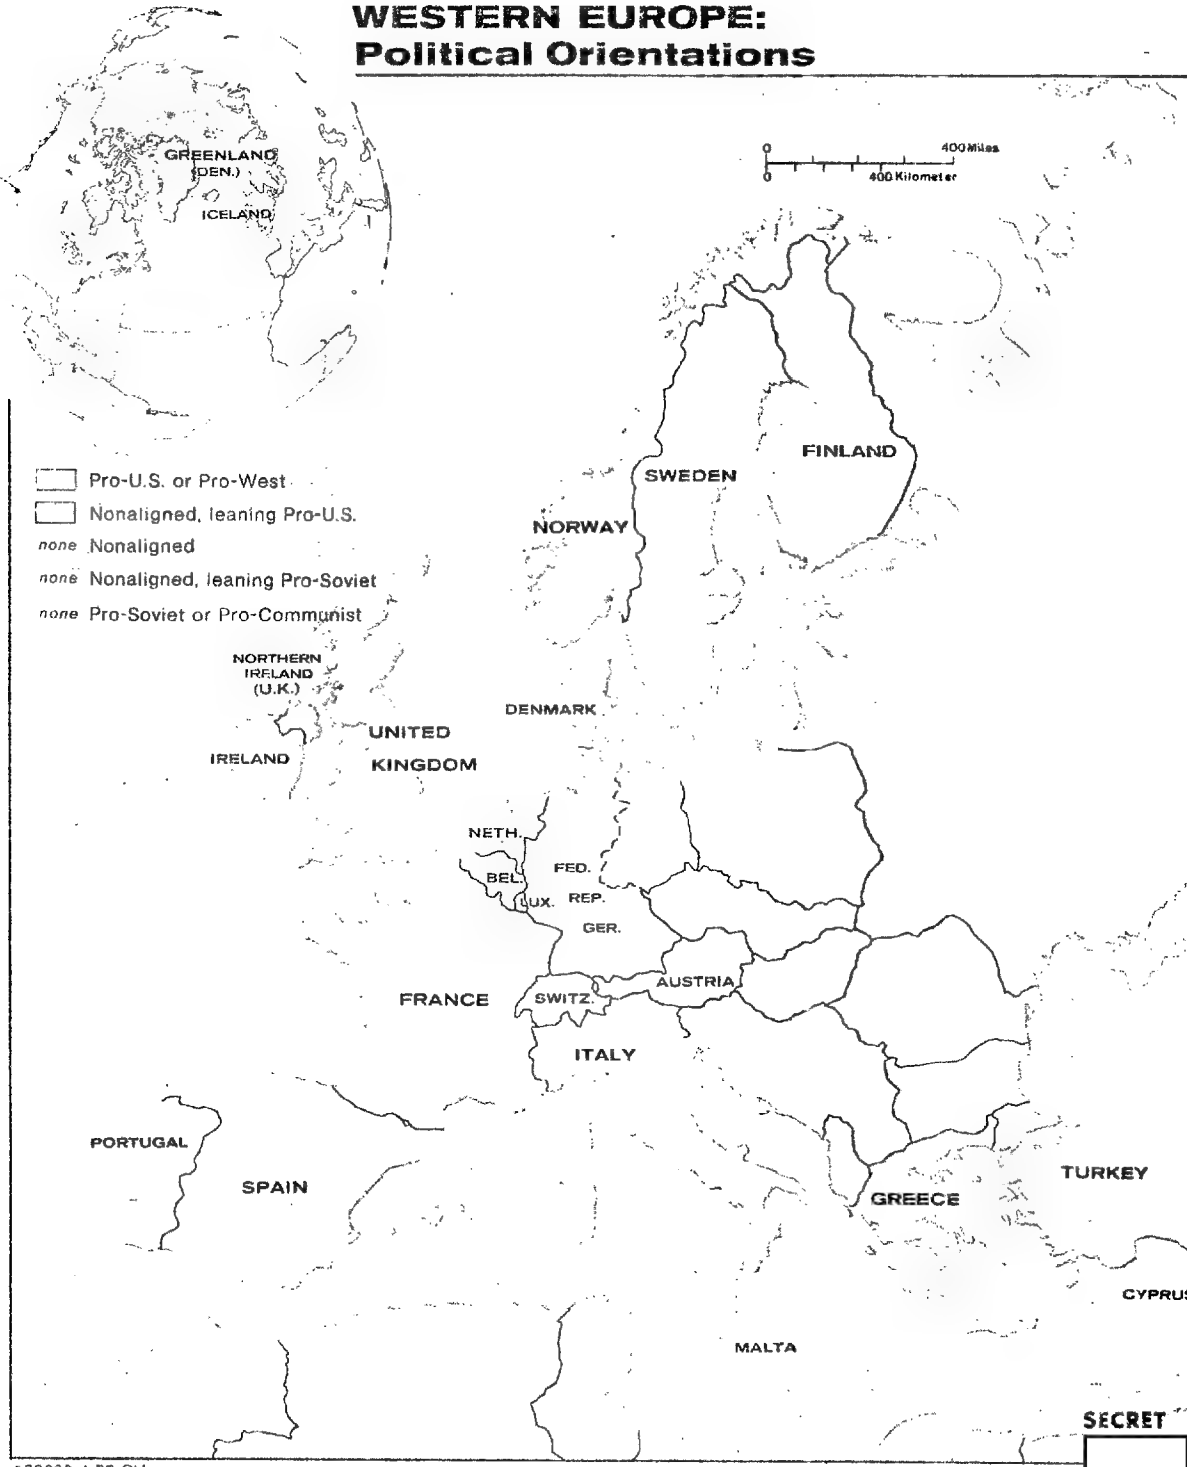 WESTERN EUROPE:
Political Orientations
GREENLAND
(DEN.)
ICELAND
0 400 Miles
0 400 Kilometer
Pro-U.S. or Pro-West
Nonaligned, leaning Pro-U.S.
none Nonaligned
none Nonaligned, leaning Pro-Soviet
none Pro-Soviet or Pro-Communist
FINLAND
SWEDEN
NORWAY
NORTHERN
IRELAND
(U.K.)
DENMARK
UNITED
KINGDOM
IRELAND
NETH.
BEL.
LUX.
FED.
REP.
GER.
FRANCE
SWITZ.
AUSTRIA
ITALY
PORTUGAL
SPAIN
GREECE
TURKEY
CYPRUS
MALTA
SECRET